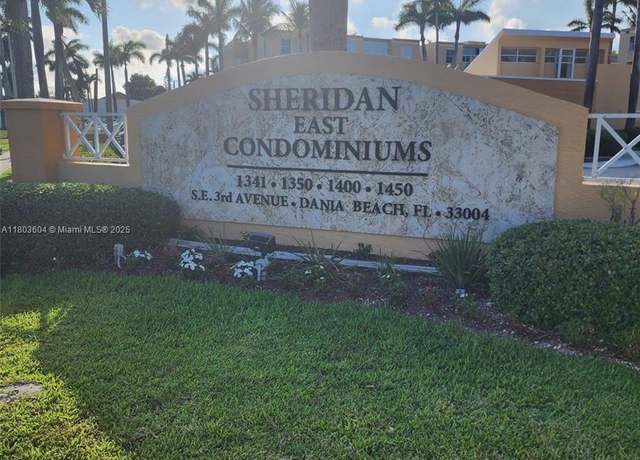 SHERIDAN
EAST
CONDOMINIUMS
1341 • 1350 • 1400 • 1450
S.E. 3rd AVENUE • DANIA BEACH, FL • 33004
A11803604 © Miami MLS® 2025